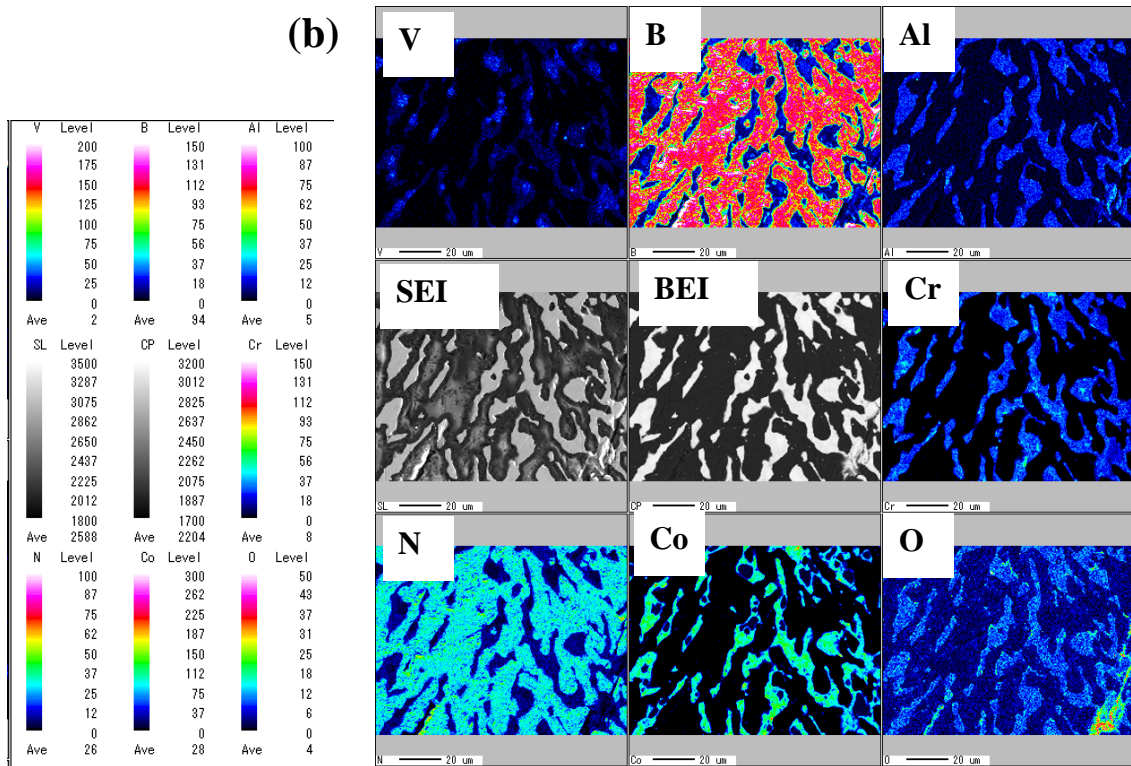 (b)
V Level B Level Al Level
200 150 100
175 131 87
150 112 75
125 93 62
100 75 50
75 56 37
50 37 25
25 18 12
0 0 0
Ave 2 Ave 94 Ave 5
SL Level CP Level Cr Level
3500 3200 150
3287 3012 131
3075 2825 112
2862 2637 93
2650 2450 75
2437 2262 56
2225 2075 37
2012 1887 18
1800 1700 0
Ave 2588 Ave 2204 Ave 8
N Level Co Level O Level
100 300 50
87 262 43
75 225 37
62 187 31
50 150 25
37 112 18
25 75 12
12 37 6
0 0 0
Ave 26 Ave 28 Ave 4
V B Al
V 20 um B 20 um Al 20 um
SEI BEI Cr
SL 20 um CP 20 um Cr 20 um
N Co O
N 20 um Co 20 um O 20 um